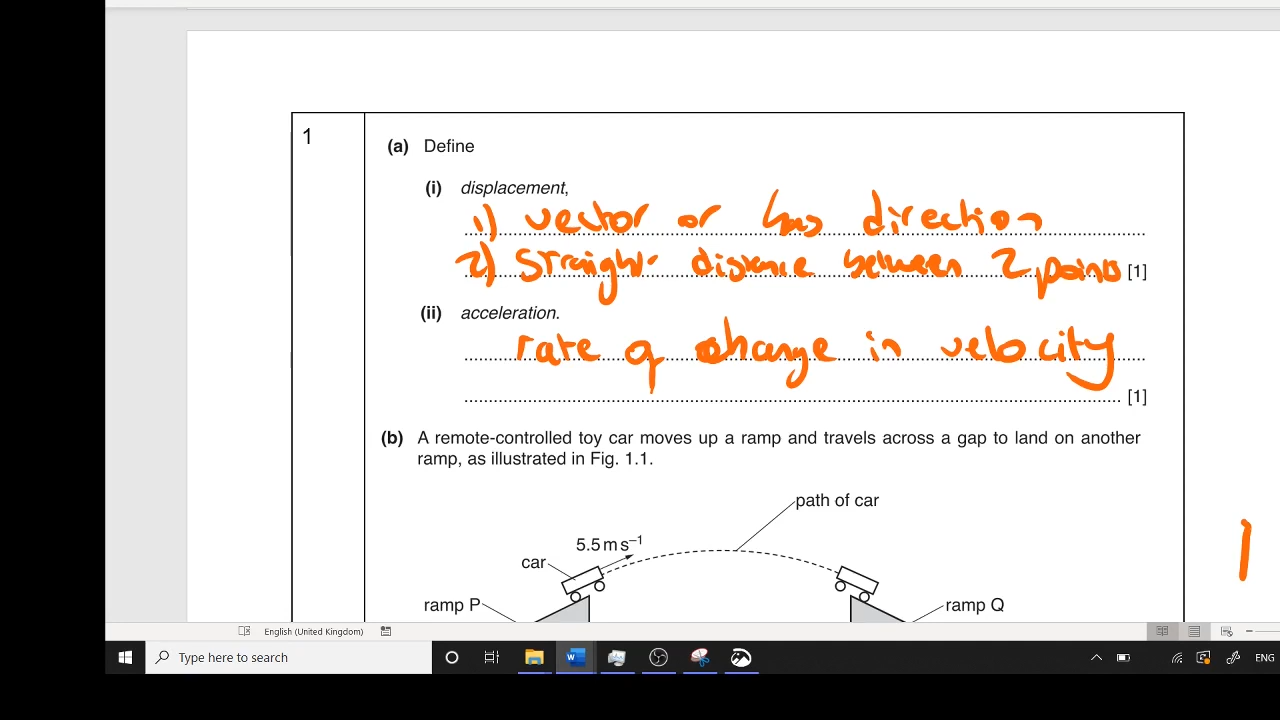 1
(a) Define
(i) displacement,
1) vector or has direction
2) straight distance between 2 points [1]
(ii) acceleration.
rate of change in velocity
[1]
(b) A remote-controlled toy car moves up a ramp and travels across a gap to land on another
ramp, as illustrated in Fig. 1.1.
path of car
5.5 m s⁻¹
car
ramp P
ramp Q
English (United Kingdom)
Type here to search
ENG